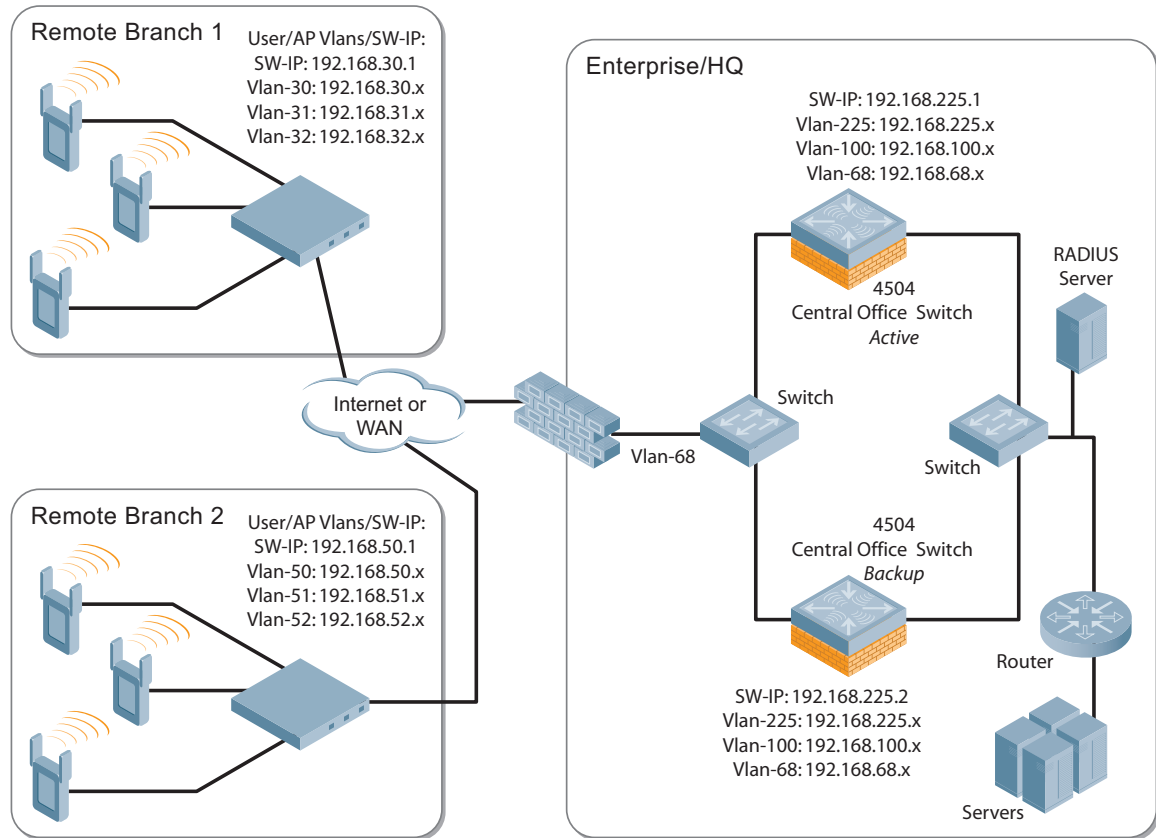 Remote Branch 1
User/AP Vlans/SW-IP:
SW-IP: 192.168.30.1
Vlan-30: 192.168.30.x
Vlan-31: 192.168.31.x
Vlan-32: 192.168.32.x
Internet or
WAN
Remote Branch 2
User/AP Vlans/SW-IP:
SW-IP: 192.168.50.1
Vlan-50: 192.168.50.x
Vlan-51: 192.168.51.x
Vlan-52: 192.168.52.x
Enterprise/HQ
SW-IP: 192.168.225.1
Vlan-225: 192.168.225.x
Vlan-100: 192.168.100.x
Vlan-68: 192.168.68.x
4504
Central Office Switch
Active
RADIUS
Server
Switch
Vlan-68
Switch
4504
Central Office Switch
Backup
SW-IP: 192.168.225.2
Vlan-225: 192.168.225.x
Vlan-100: 192.168.100.x
Vlan-68: 192.168.68.x
Router
Servers